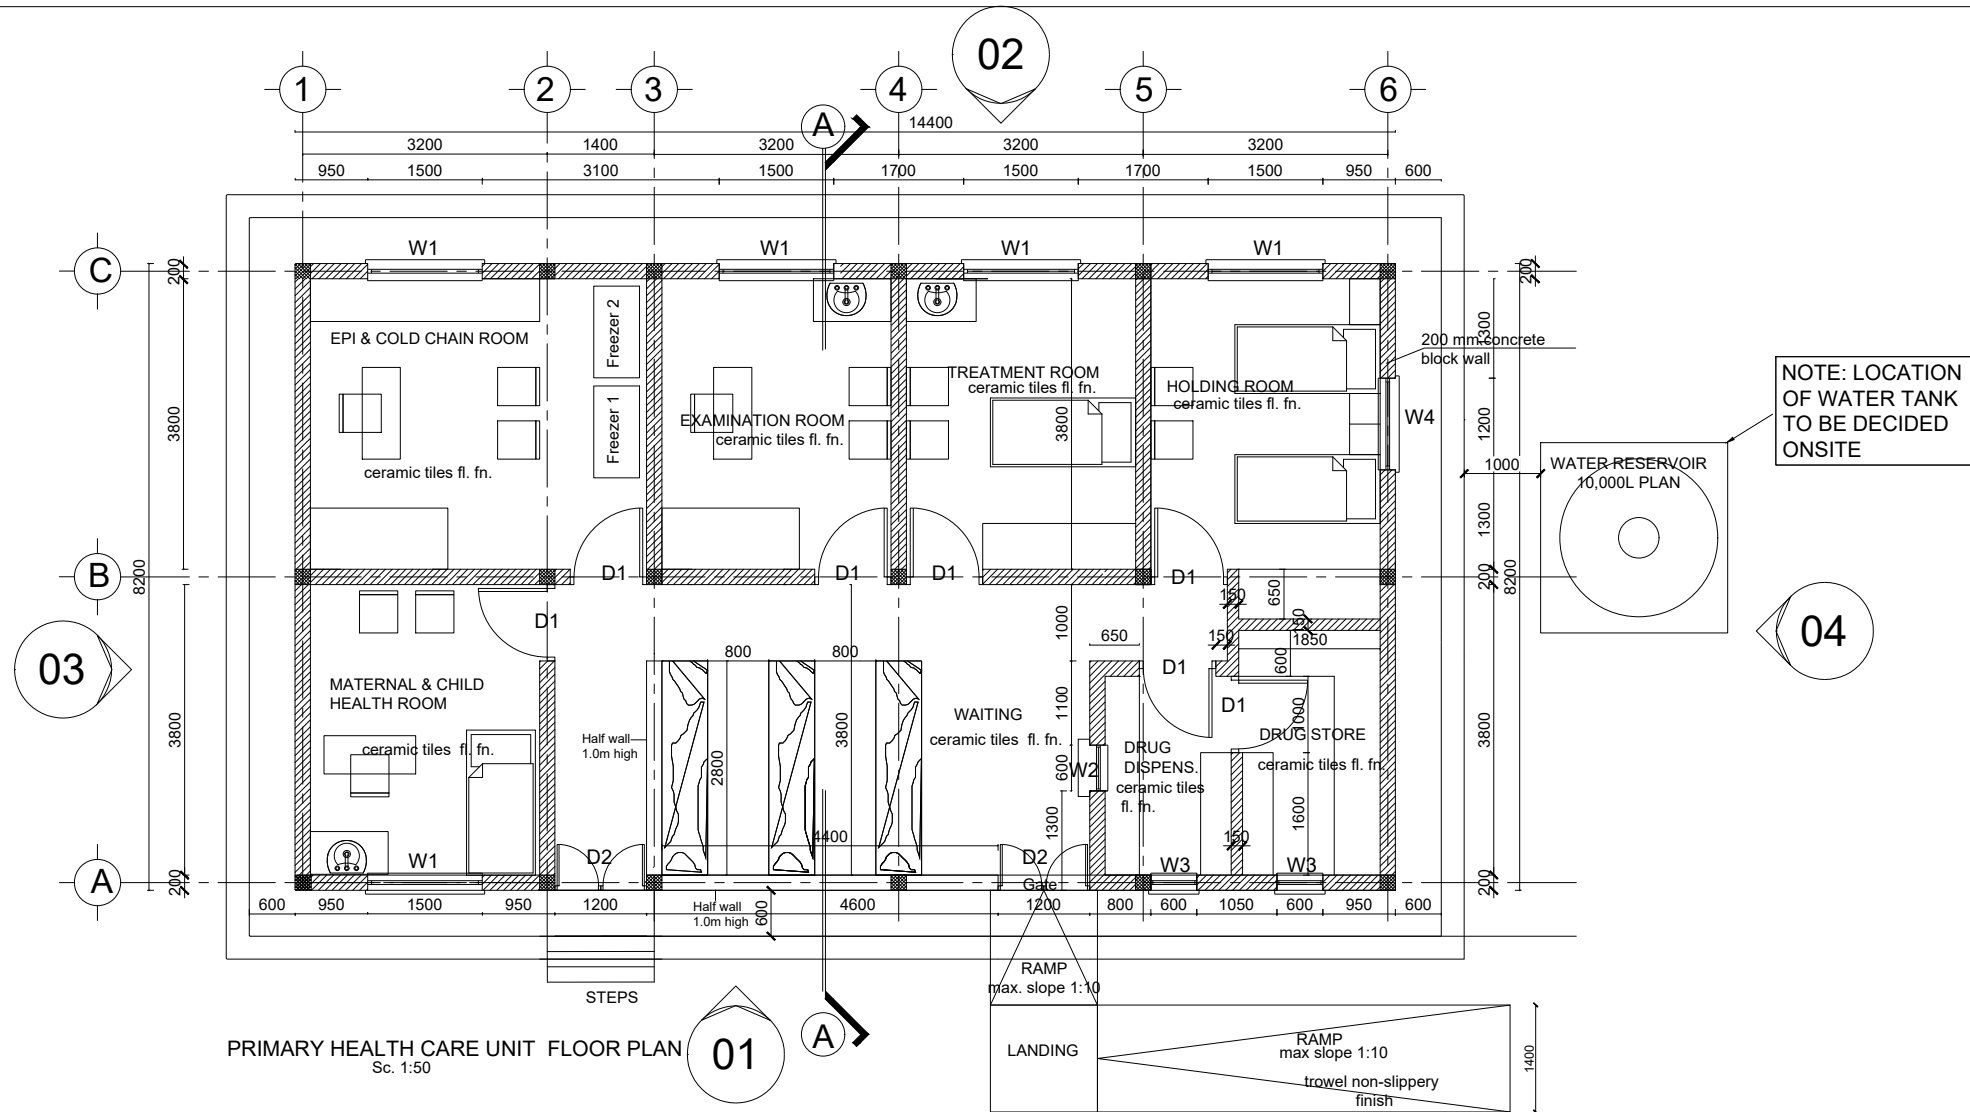 02
1
2
3
4
5
6
A
14400
3200
1400
3200
3200
3200
950
1500
3100
1500
1700
1500
1700
1500
950
600
W1
W1
W1
W1
C
200
200
EPI & COLD CHAIN ROOM
Freezer 2
Freezer 1
ceramic tiles fl. fn.
EXAMINATION ROOM
ceramic tiles fl. fn.
TREATMENT ROOM
ceramic tiles fl. fn.
HOLDING ROOM
ceramic tiles fl. fn.
200 mm.concrete
block wall
W4
1300
1200
1300
200
3800
3800
8200
8200
1000
WATER RESERVOIR
10,000L PLAN
NOTE: LOCATION
OF WATER TANK
TO BE DECIDED
ONSITE
B
D1
D1
D1
D1
D1
150
650
150
1850
650
150
600
D1
D1
1000
1000
1100
600
1300
03
04
3800
3800
200
200
MATERNAL & CHILD
HEALTH ROOM
ceramic tiles fl. fn.
Half wall
1.0m high
800
800
2800
3800
4400
WAITING
ceramic tiles fl. fn.
W2
DRUG
DISPENS.
ceramic tiles
fl. fn.
DRUG STORE
ceramic tiles fl. fn.
1600
150
W1
D2
D2
Gate
W3
W3
A
600
950
1500
950
1200
Half wall
1.0m high
600
4600
1200
800
600
1050
600
950
600
STEPS
RAMP
max. slope 1:10
PRIMARY HEALTH CARE UNIT FLOOR PLAN
Sc. 1:50
01
A
LANDING
RAMP
max slope 1:10
trowel non-slippery
finish
1400